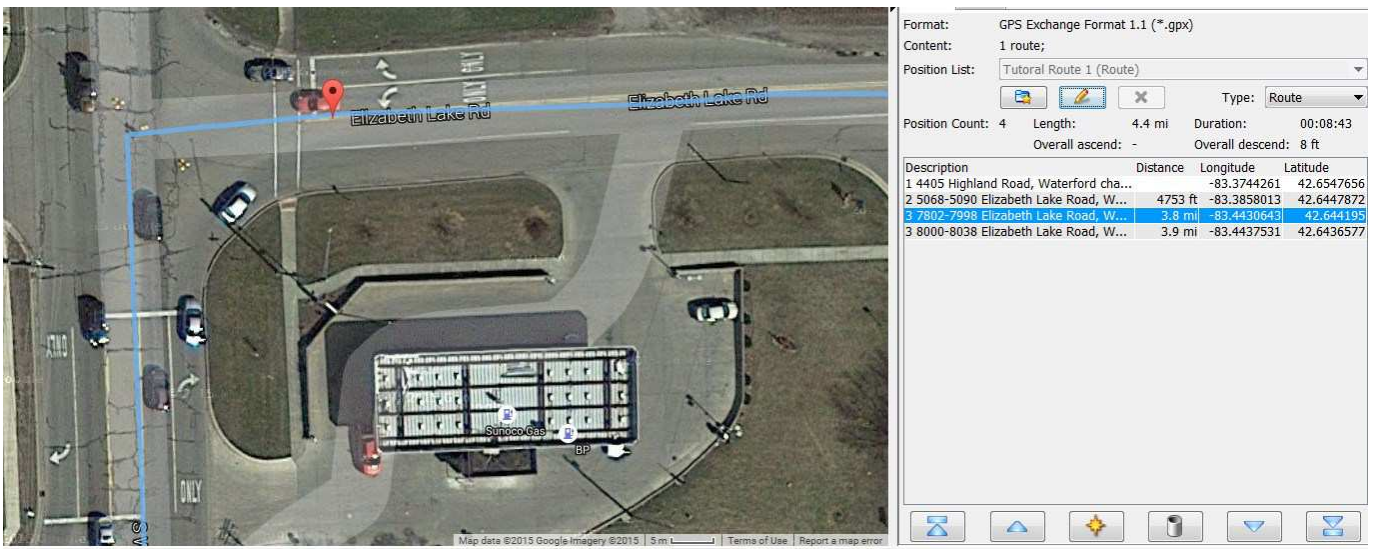 ONLY ONLY
Elizabeth Lake Rd
Elizabeth Lake Rd
ONLY
ONLY
Sunoco Gas
BP
S W
Map data ©2015 Google Imagery ©2015 5 m Terms of Use Report a map error
Format: GPS Exchange Format 1.1 (*.gpx)
Content: 1 route;
Position List: Tutoral Route 1 (Route)
Type: Route
Position Count: 4 Length: 4.4 mi Duration: 00:08:43
Overall ascend: - Overall descend: 8 ft
Description Distance Longitude Latitude
1 4405 Highland Road, Waterford cha... -83.3744261 42.6547656
2 5068-5090 Elizabeth Lake Road, W... 4753 ft -83.3858013 42.6447872
3 7802-7998 Elizabeth Lake Road, W... 3.8 mi -83.4430643 42.644195
3 8000-8038 Elizabeth Lake Road, W... 3.9 mi -83.4437531 42.6436577